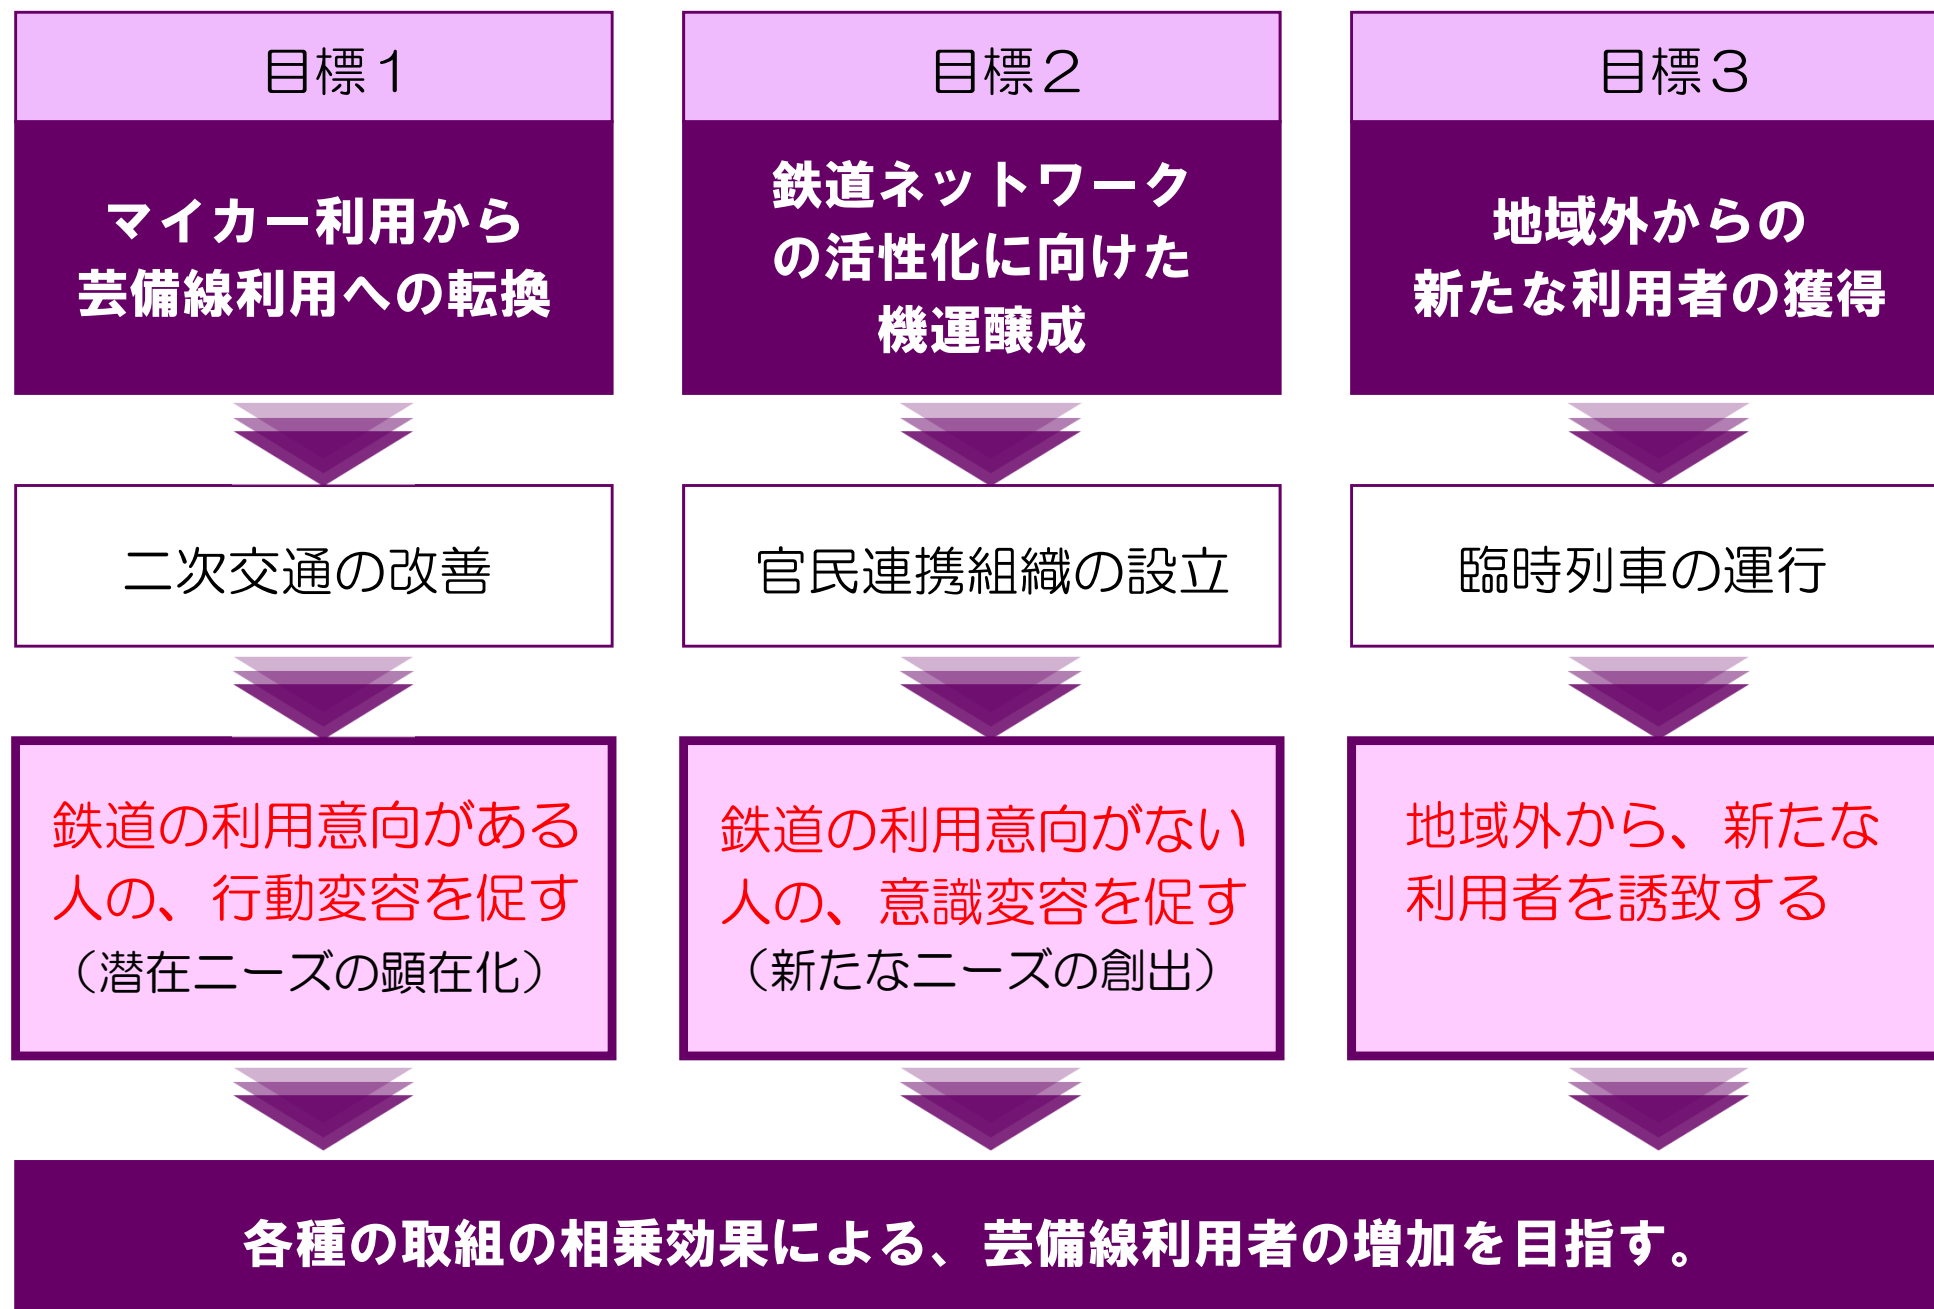 目標１
マイカー利用から
芸備線利用への転換
二次交通の改善
鉄道の利用意向がある
人の、行動変容を促す
（潜在ニーズの顕在化）
目標２
鉄道ネットワーク
の活性化に向けた
機運醸成
官民連携組織の設立
鉄道の利用意向がない
人の、意識変容を促す
（新たなニーズの創出）
目標３
地域外からの
新たな利用者の獲得
臨時列車の運行
地域外から、新たな
利用者を誘致する
各種の取組の相乗効果による、芸備線利用者の増加を目指す。